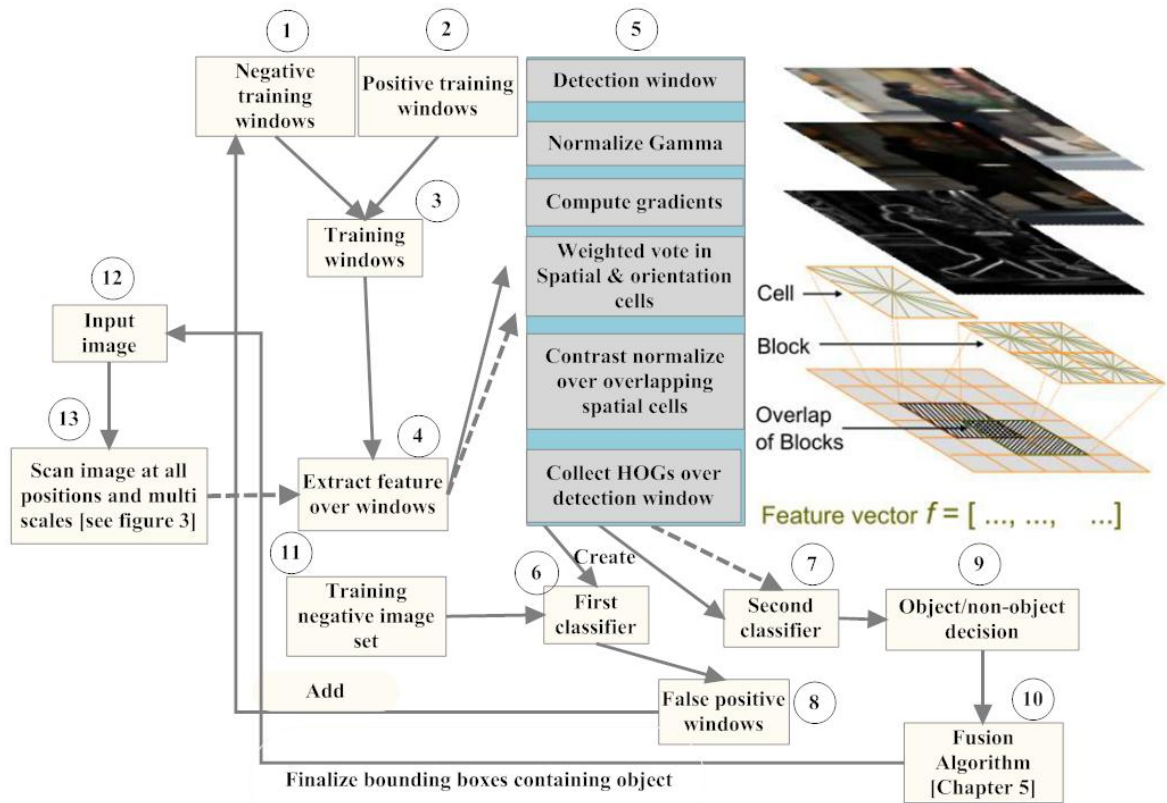 1
2
5
Negative
training
windows
Positive training
windows
Detection window
Normalize Gamma
Compute gradients
Weighted vote in
Spatial & orientation
cells
Contrast normalize
over overlapping
spatial cells
Collect HOGs over
detection window
3
Training
windows
12
Input
image
13
Scan image at all
positions and multi
scales [see figure 3]
4
Extract feature
over windows
Cell
Block
Overlap
of Blocks
Feature vector f = [ ..., ..., ...]
11
Training
negative image
set
Create
6
First
classifier
7
Second
classifier
9
Object/non-object
decision
Add
False positive
windows
8
10
Fusion
Algorithm
[Chapter 5]
Finalize bounding boxes containing object